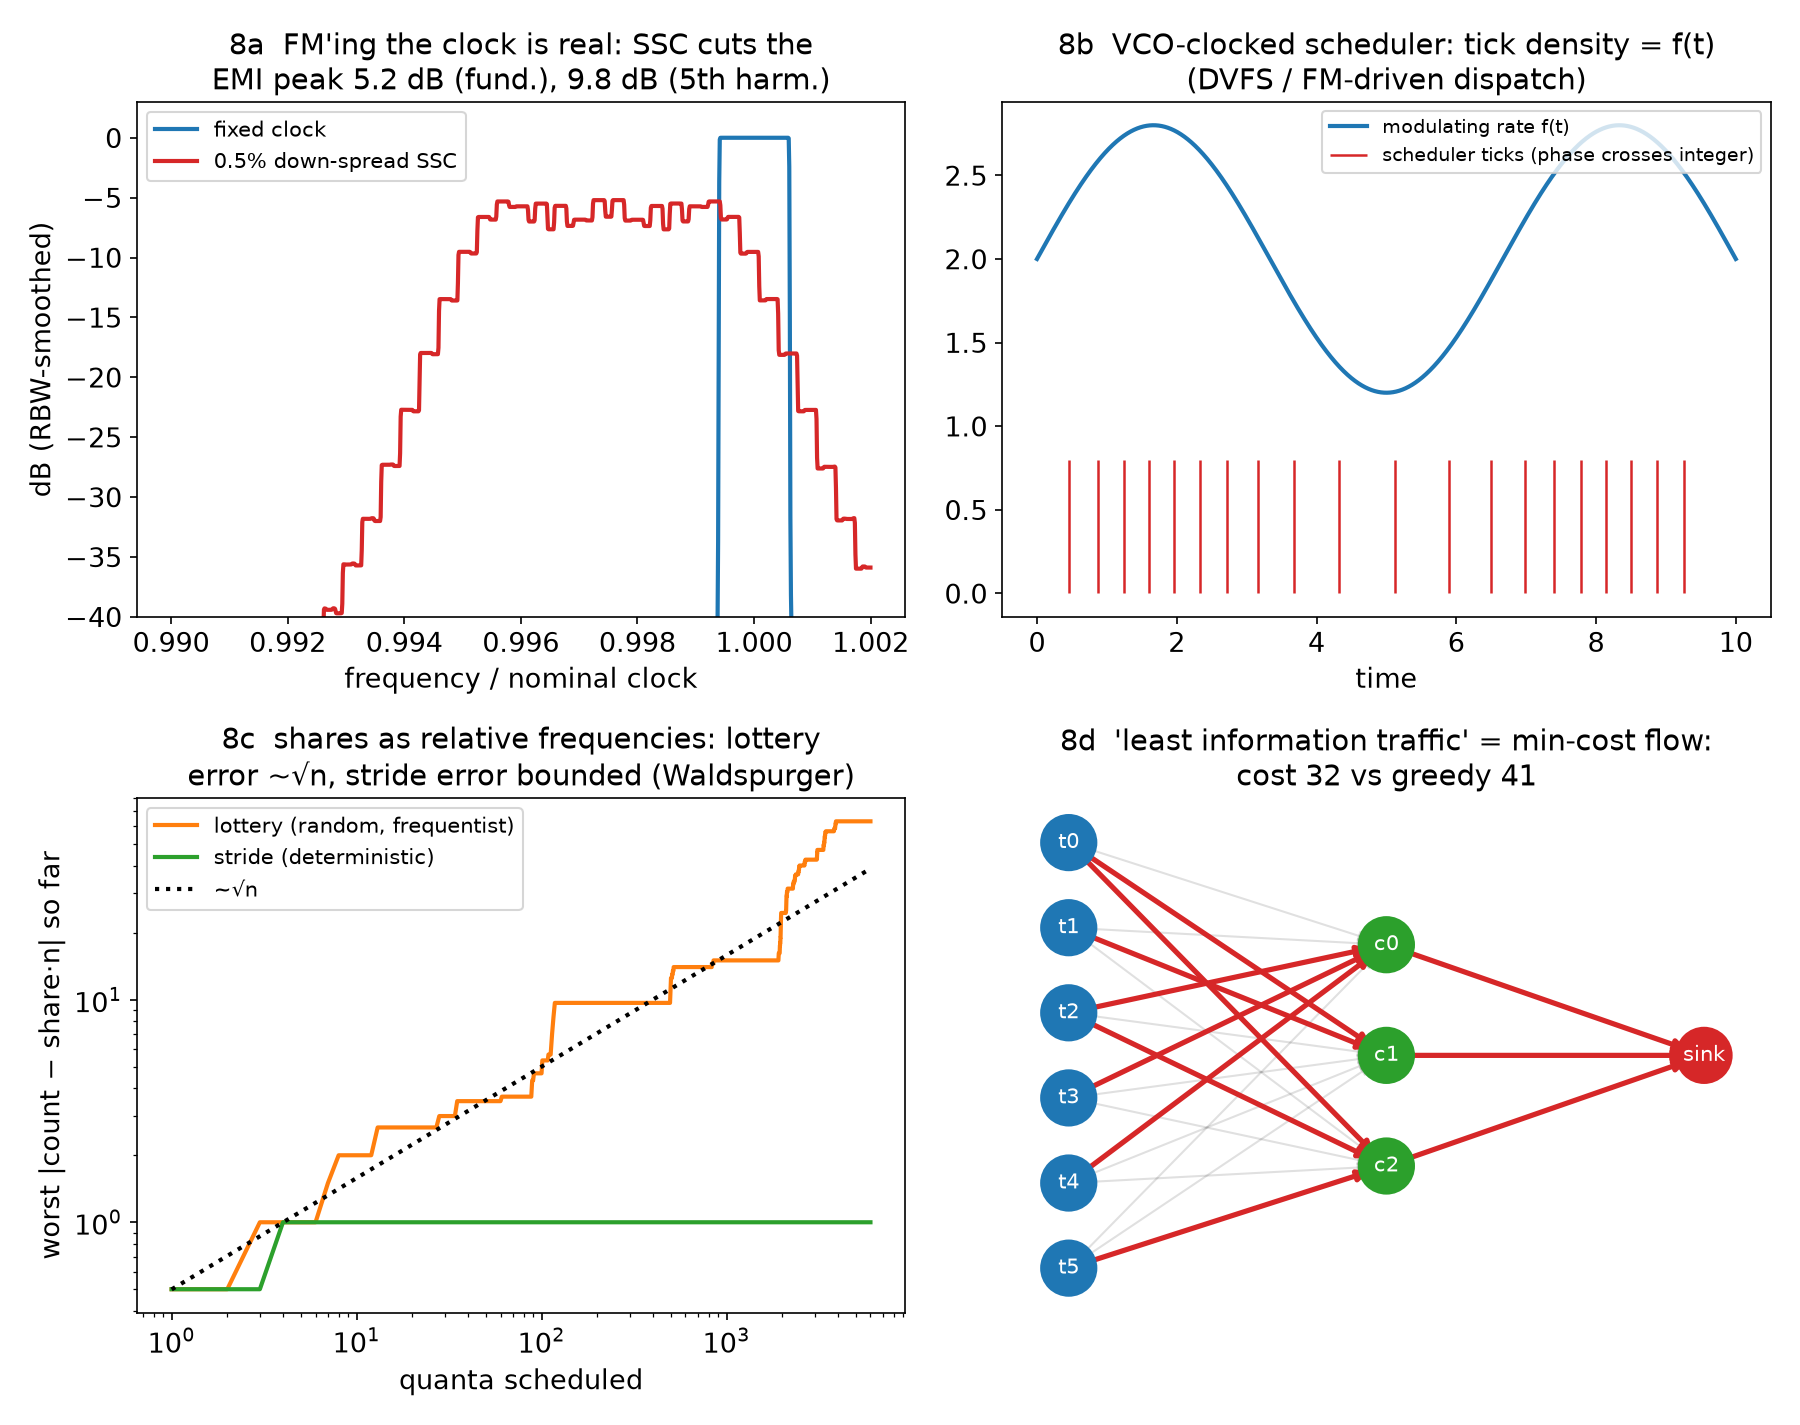 8a  FM'ing the clock is real: SSC cuts the
EMI peak 5.2 dB (fund.), 9.8 dB (5th harm.)
fixed clock
0.5% down-spread SSC
dB (RBW-smoothed)
0
−5
−10
−15
−20
−25
−30
−35
−40
0.990 0.992 0.994 0.996 0.998 1.000 1.002
frequency / nominal clock
8b  VCO-clocked scheduler: tick density = f(t)
(DVFS / FM-driven dispatch)
modulating rate f(t)
scheduler ticks (phase crosses integer)
2.5
2.0
1.5
1.0
0.5
0.0
0 2 4 6 8 10
time
8c  shares as relative frequencies: lottery
error ~√n, stride error bounded (Waldspurger)
lottery (random, frequentist)
stride (deterministic)
~√n
worst |count − share·n| so far
10¹
10⁰
10⁰ 10¹ 10² 10³
quanta scheduled
8d  'least information traffic' = min-cost flow:
cost 32 vs greedy 41
t0
t1
t2
t3
t4
t5
c0
c1
c2
sink